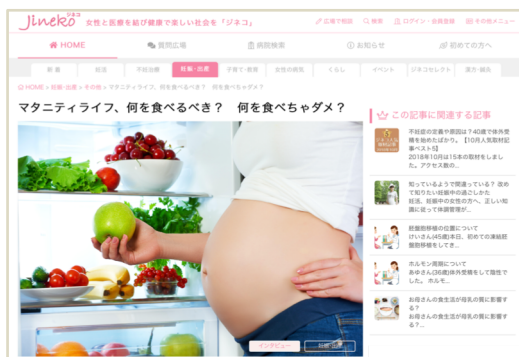 Jineko
ジネコ
女性と医療を結び健康で楽しい社会を「ジネコ」
広場で相談
検索
ログイン・会員登録
その他メニュー
HOME
質問広場
病院検索
お知らせ
初めての方へ
新着
妊活
不妊治療
妊娠・出産
子育て・教育
女性の病気
くらし
イベント
ジネコセレクト
漢方・鍼灸
HOME > 妊娠・出産 > その他 > マタニティライフ、何を食べるべき? 何を食べちゃダメ?
マタニティライフ、何を食べるべき? 何を食べちゃダメ?
インタビュー
妊娠・出産
この記事に関連する記事
不妊症の定義や原因は?40歳で体外受
精を始めたばかり。【10月人気取材記
事ベスト5】
2018年10月は15本の取材をしまし
た。アクセス数の...
知っているようで間違っている? 改め
て知りたい妊娠中の過ごしかた
妊活、妊娠中の女性の方へ、正しい知
識に従って体調管理が...
胚盤胞移植の位置について
けいさん(45歳)本日、初めての凍結胚
盤胞移植をしてき...
ホルモン周期について
あゆさん(36歳)体外受精をして陰性で
した。 ホルモ...
お母さんの食生活が母乳の質に影響す
る?
お母さんの食生活が母乳の質に影響す
る?...